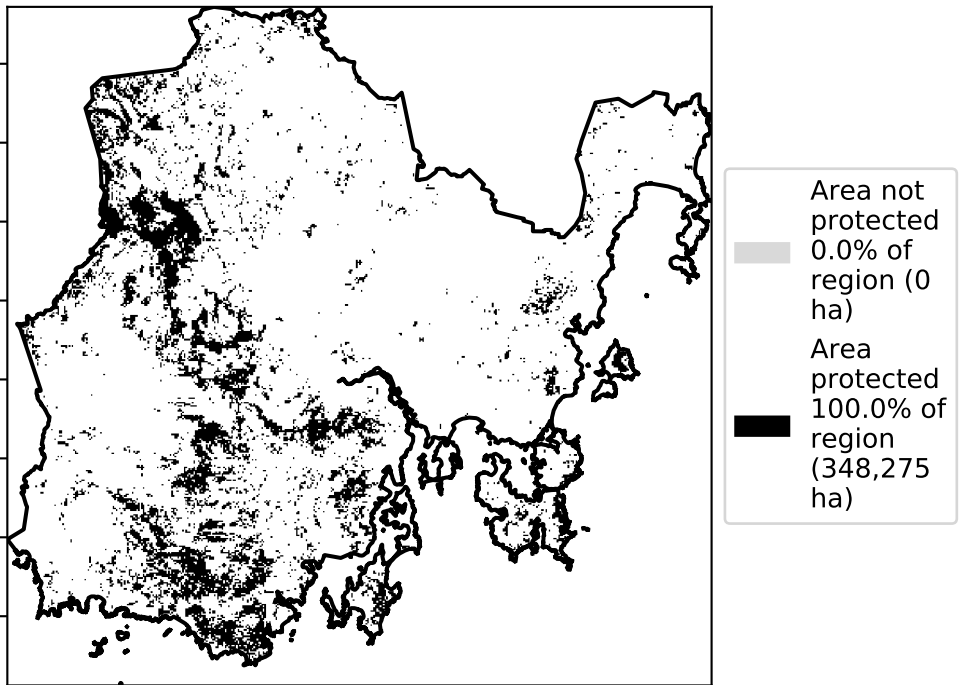 Area not
protected
0.0% of
region (0
ha)
Area
protected
100.0% of
region
(348,275
ha)